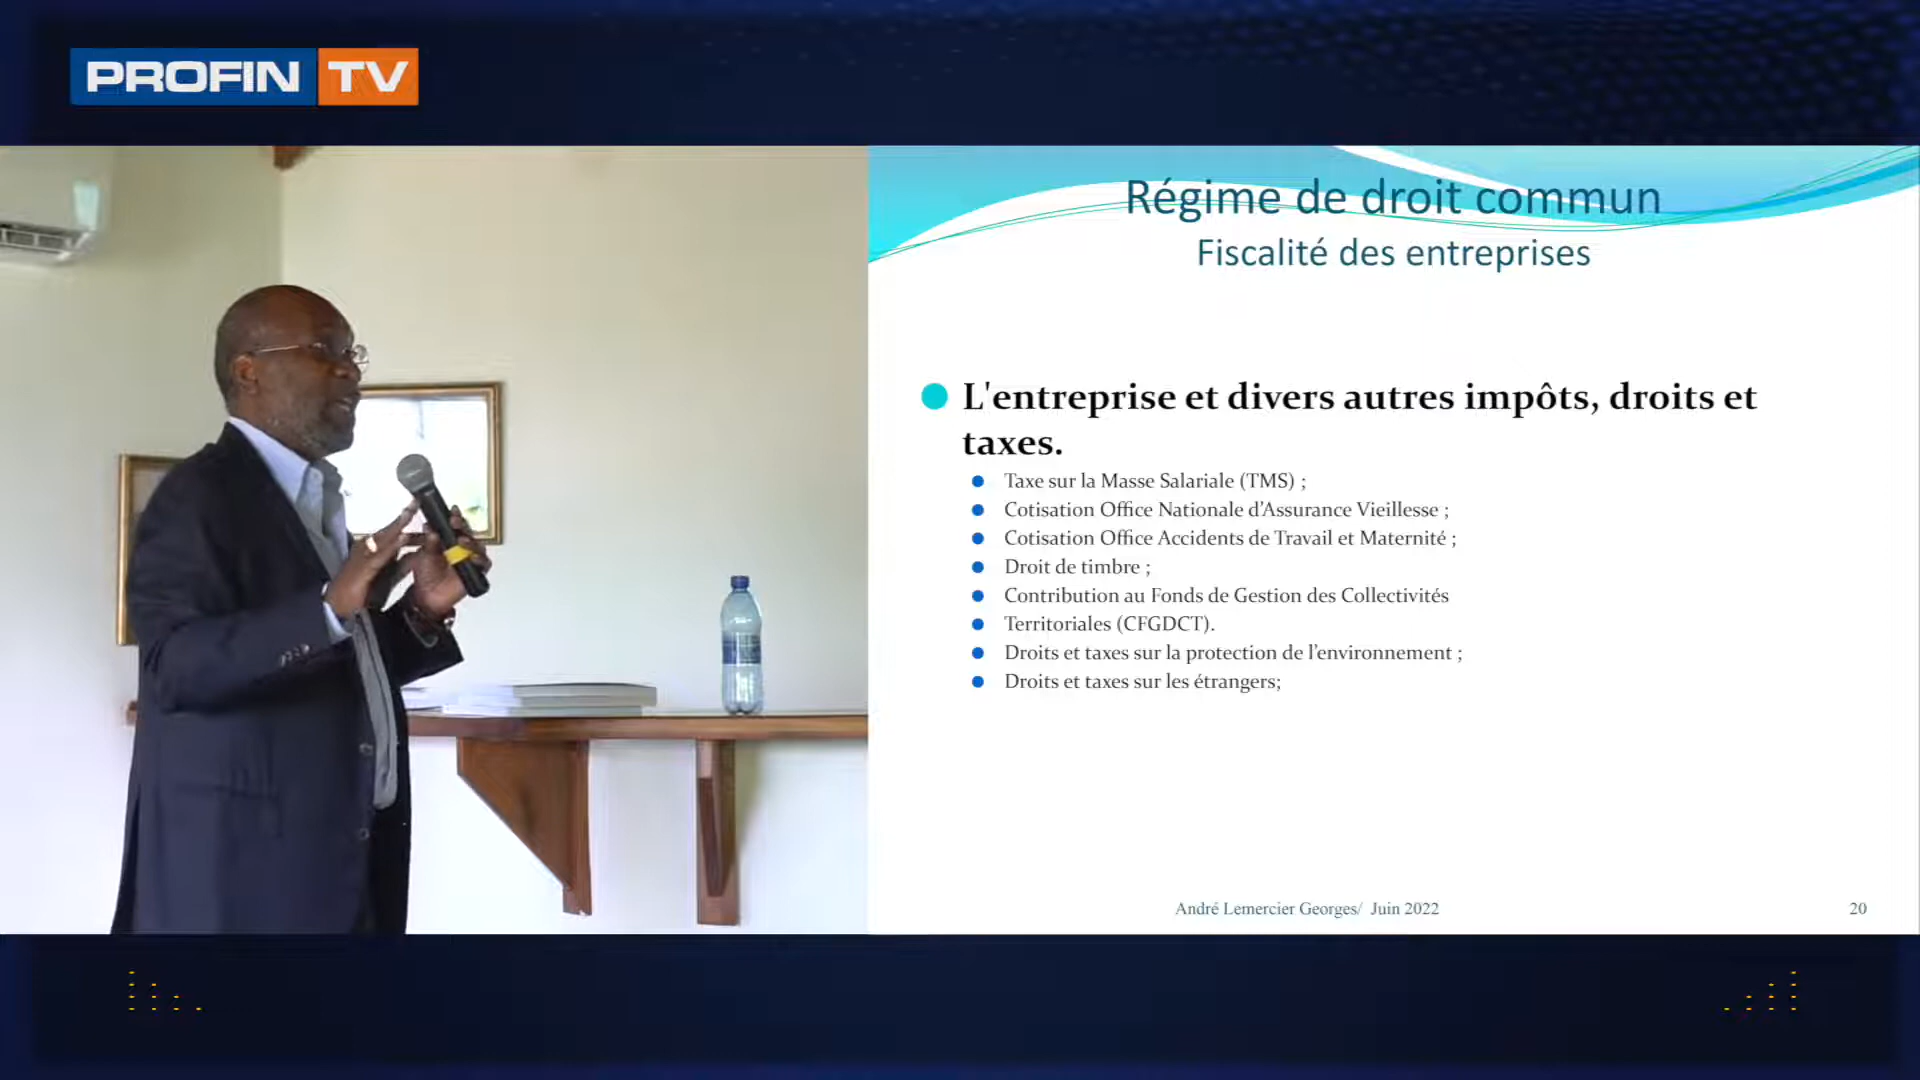 PROFIN TV
Régime de droit commun
Fiscalité des entreprises
L'entreprise et divers autres impôts, droits et
taxes.
Taxe sur la Masse Salariale (TMS) ;
Cotisation Office Nationale d’Assurance Vieillesse ;
Cotisation Office Accidents de Travail et Maternité ;
Droit de timbre ;
Contribution au Fonds de Gestion des Collectivités
Territoriales (CFGDCT).
Droits et taxes sur la protection de l’environnement ;
Droits et taxes sur les étrangers;
André Lemercier Georges/ Juin 2022
20